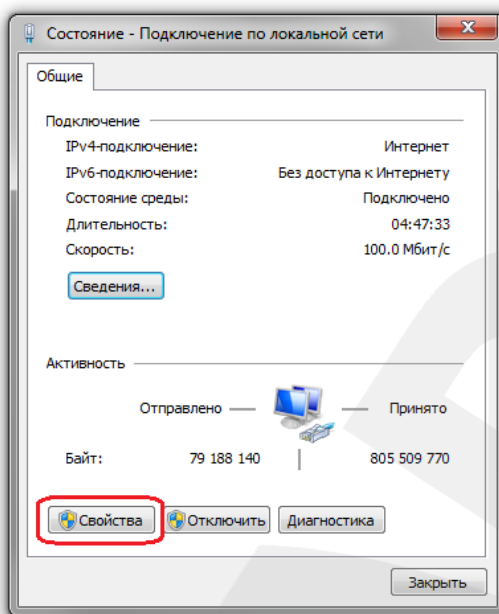 Состояние - Подключение по локальной сети
Общие
Подключение
IPv4-подключение: Интернет
IPv6-подключение: Без доступа к Интернету
Состояние среды: Подключено
Длительность: 04:47:33
Скорость: 100.0 Мбит/с
Сведения...
Активность
Отправлено — — Принято
Байт: 79 188 140 | 805 509 770
Свойства Отключить Диагностика
Закрыть